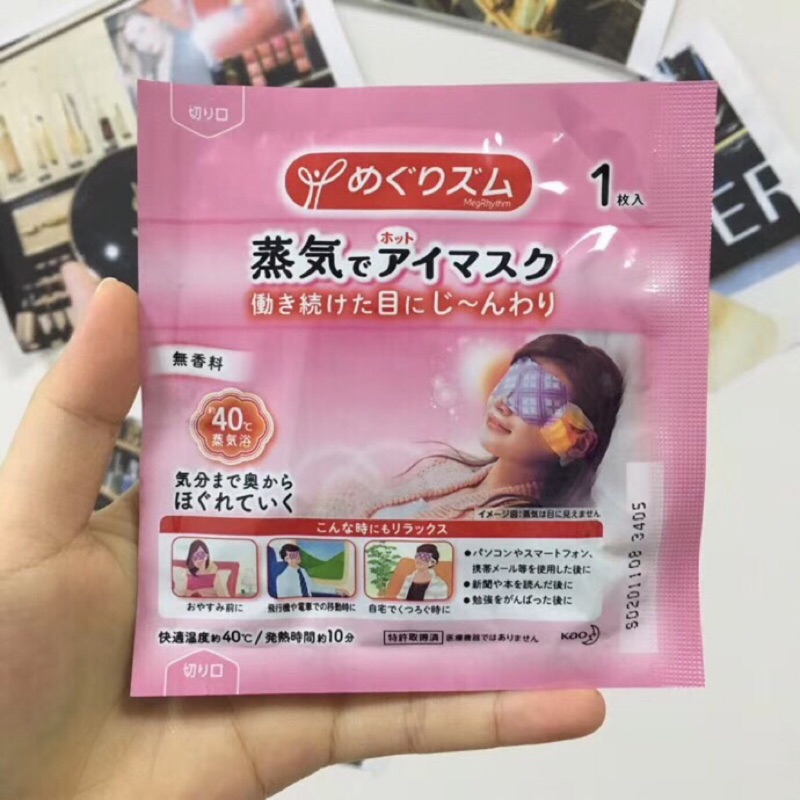 切り口
めぐりズム
MegRhythm
1枚入
ホット
蒸気でアイマスク
働き続けた目にじ〜んわり
無香料
約40℃
蒸気浴
気分まで奥から
ほぐれていく
イメージ図:蒸気は目に見えません
こんな時にもリラックス
おやすみ前に
飛行機や電車での移動時に
自宅でくつろぐ時に
●パソコンやスマートフォン、
携帯メール等を使用した後に
●新聞や本を読んだ後に
●勉強をがんばった後に
快適温度約40℃/発熱時間約10分
特許取得済 医療機器ではありません
Kao
切り口
SD201108 3405
ER